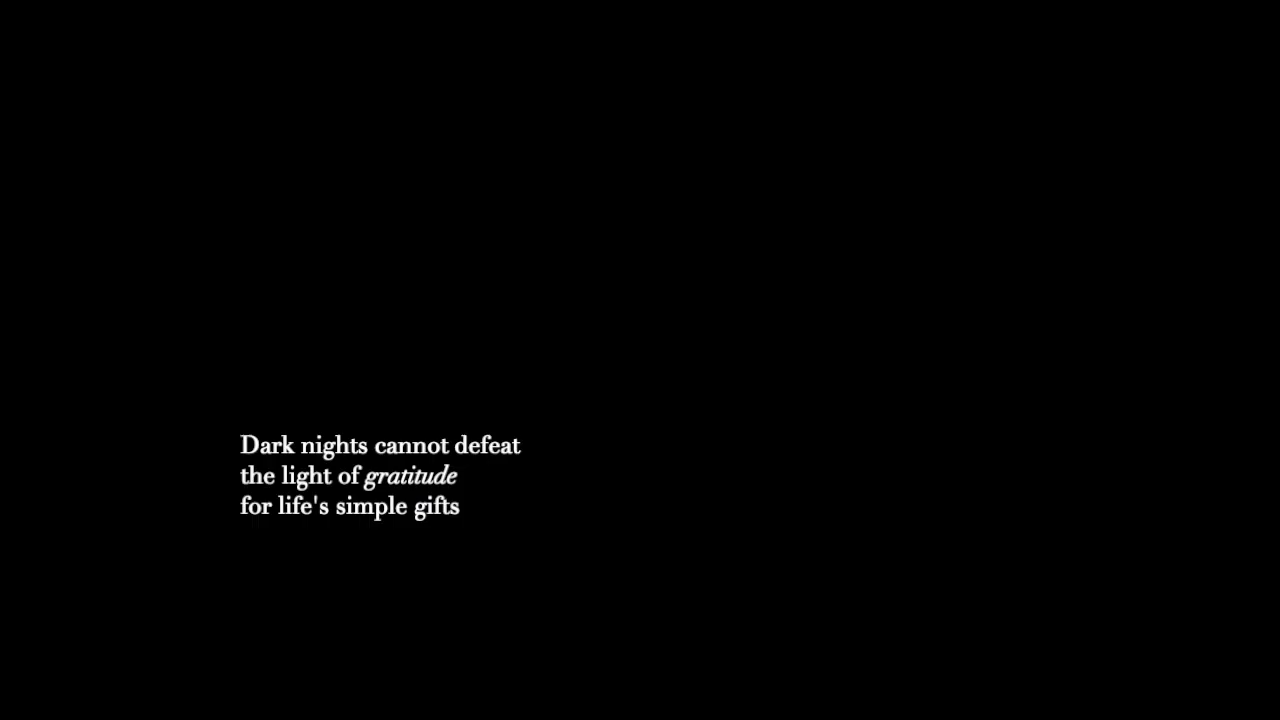 Dark nights cannot defeat
the light of gratitude
for life's simple gifts